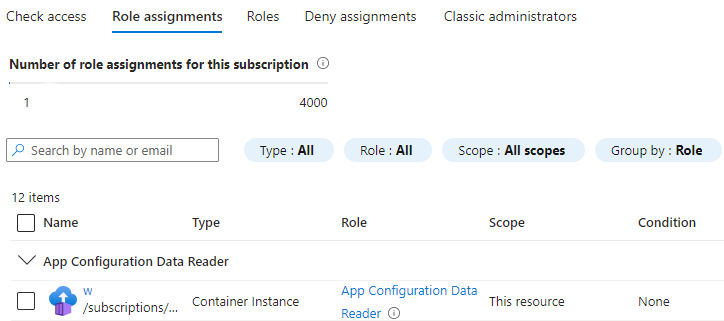 Check access Role assignments Roles Deny assignments Classic administrators
Number of role assignments for this subscription
1 4000
Search by name or email Type : All Role : All Scope : All scopes Group by : Role
12 items
Name Type Role Scope Condition
App Configuration Data Reader
w
/subscriptions/... Container Instance App Configuration Data
Reader This resource None